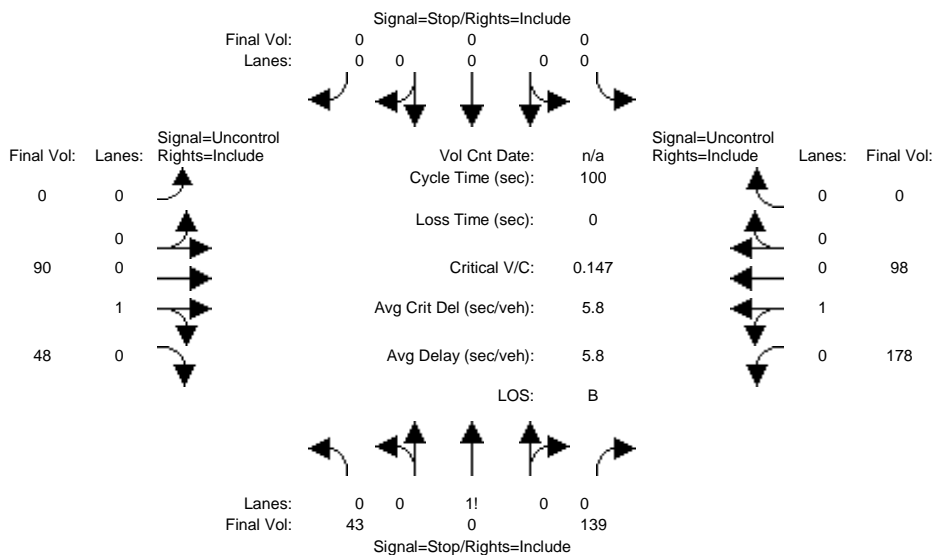 Signal=Stop/Rights=Include
Final Vol: 0 0 0
Lanes: 0 0 0 0 0
Signal=Uncontrol Signal=Uncontrol
Final Vol: Lanes: Rights=Include Vol Cnt Date: n/a Rights=Include Lanes: Final Vol:
Cycle Time (sec): 100
0 0 0 0
Loss Time (sec): 0
0 0
90 0 Critical V/C: 0.147 0 98
1 Avg Crit Del (sec/veh): 5.8 1
48 0 Avg Delay (sec/veh): 5.8 0 178
LOS: B
Lanes: 0 0 1! 0 0
Final Vol: 43 0 139
Signal=Stop/Rights=Include